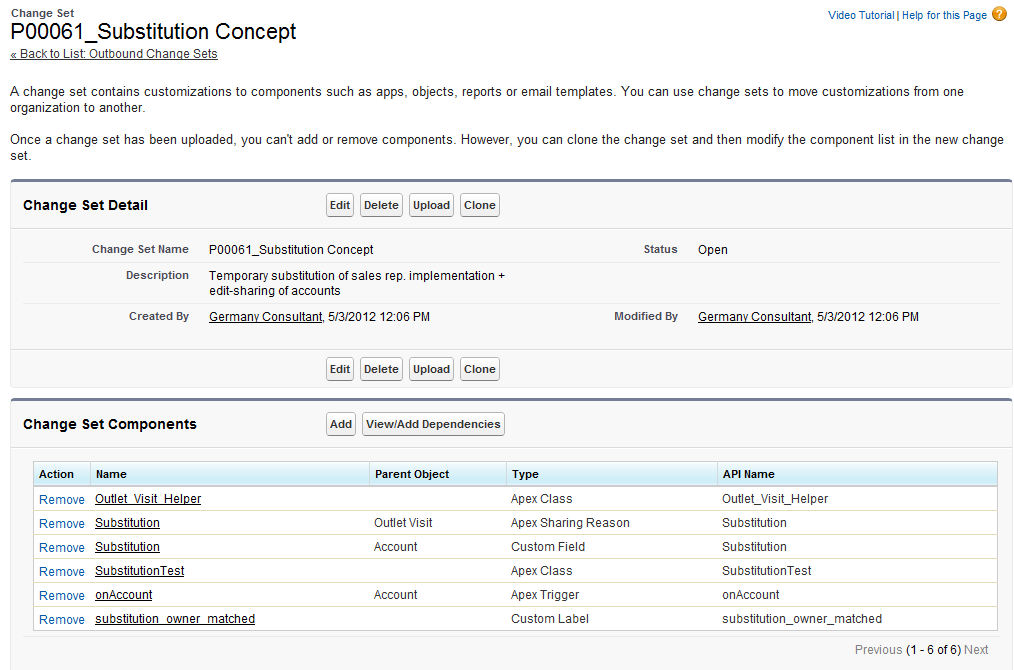 Change Set
Video Tutorial | Help for this Page ?
P00061_Substitution Concept
« Back to List: Outbound Change Sets
A change set contains customizations to components such as apps, objects, reports or email templates. You can use change sets to move customizations from one
organization to another.
Once a change set has been uploaded, you can't add or remove components. However, you can clone the change set and then modify the component list in the new change
set.
Change Set Detail Edit Delete Upload Clone
Change Set Name P00061_Substitution Concept Status Open
Description Temporary substitution of sales rep. implementation +
edit-sharing of accounts
Created By Germany Consultant, 5/3/2012 12:06 PM Modified By Germany Consultant, 5/3/2012 12:06 PM
Edit Delete Upload Clone
Change Set Components Add View/Add Dependencies
Action Name Parent Object Type API Name
Remove Outlet_Visit_Helper Apex Class Outlet_Visit_Helper
Remove Substitution Outlet Visit Apex Sharing Reason Substitution
Remove Substitution Account Custom Field Substitution
Remove SubstitutionTest Apex Class SubstitutionTest
Remove onAccount Account Apex Trigger onAccount
Remove substitution_owner_matched Custom Label substitution_owner_matched
Previous (1 - 6 of 6) Next